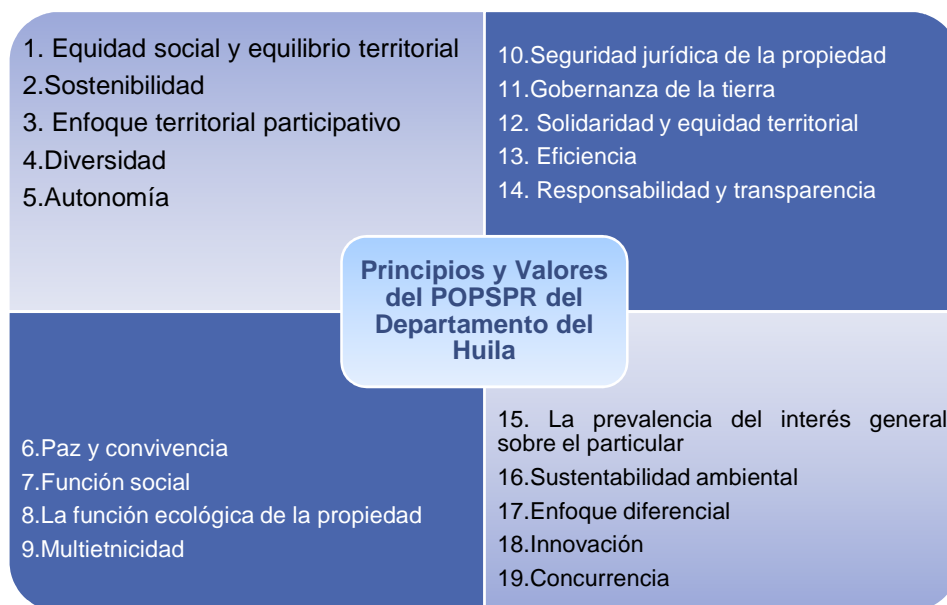 1. Equidad social y equilibrio territorial
2.Sostenibilidad
3. Enfoque territorial participativo
4.Diversidad
5.Autonomía
10.Seguridad jurídica de la propiedad
11.Gobernanza de la tierra
12. Solidaridad y equidad territorial
13. Eficiencia
14. Responsabilidad y transparencia
Principios y Valores
del POPSPR del
Departamento del
Huila
6.Paz y convivencia
7.Función social
8.La función ecológica de la propiedad
9.Multietnicidad
15. La prevalencia del interés general
sobre el particular
16.Sustentabilidad ambiental
17.Enfoque diferencial
18.Innovación
19.Concurrencia